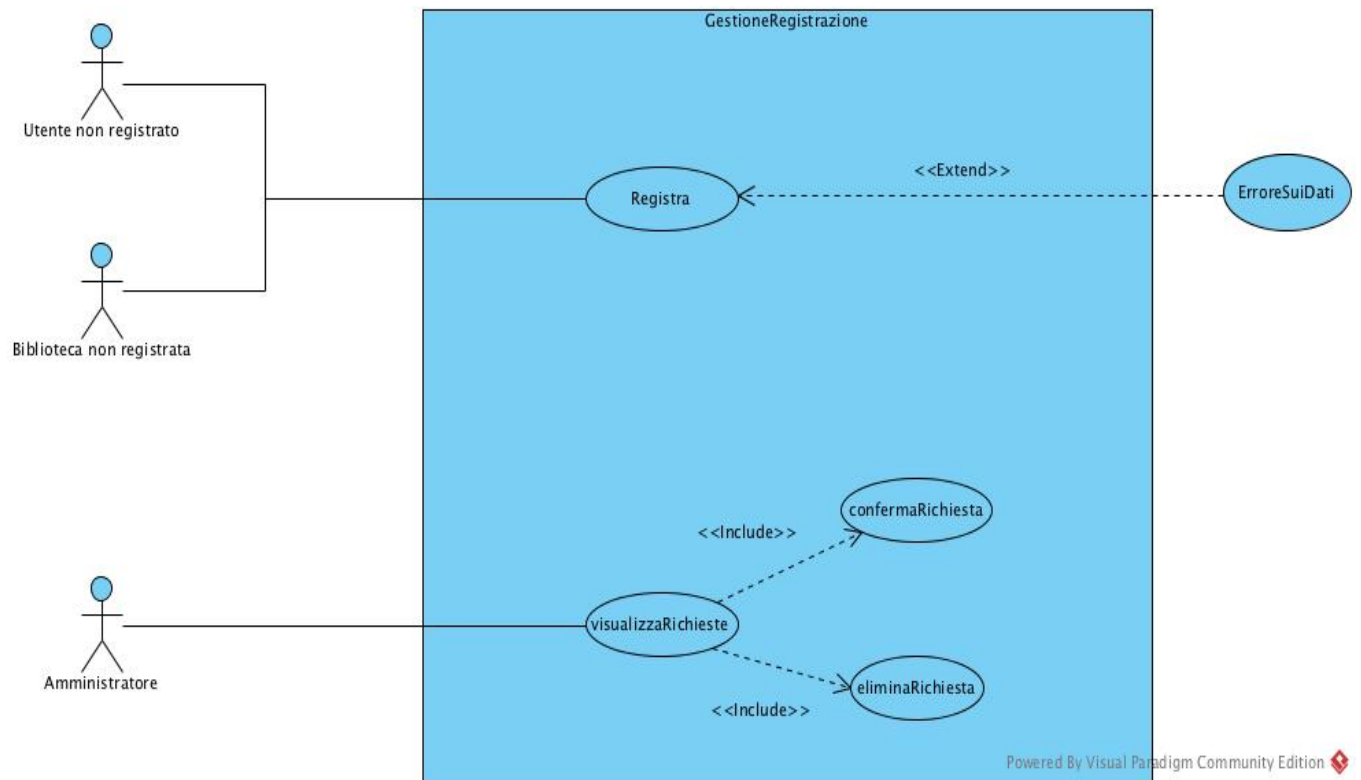 GestioneRegistrazione
Utente non registrato
<<Extend>>
Registra
ErroreSuiDati
Biblioteca non registrata
confermaRichiesta
<<Include>>
visualizzaRichieste
Amministratore
eliminaRichiesta
<<Include>>
Powered By Visual Paradigm Community Edition